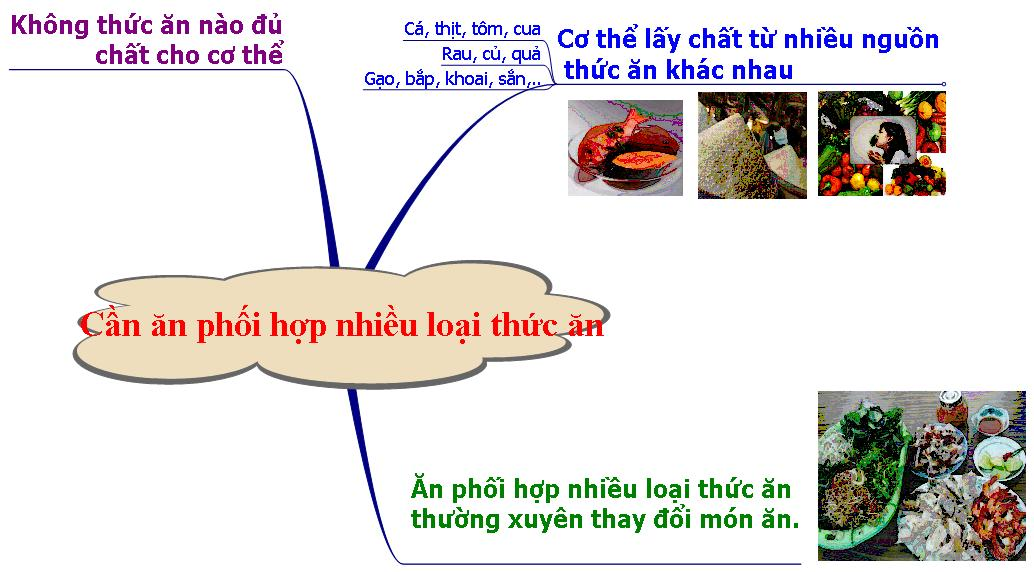 Không thức ăn nào đủ
chất cho cơ thể
Cá, thịt, tôm, cua
Rau, củ, quả
Gạo, bắp, khoai, sắn,..
Cơ thể lấy chất từ nhiều nguồn
thức ăn khác nhau
Cần ăn phối hợp nhiều loại thức ăn
Ăn phối hợp nhiều loại thức ăn
thường xuyên thay đổi món ăn.